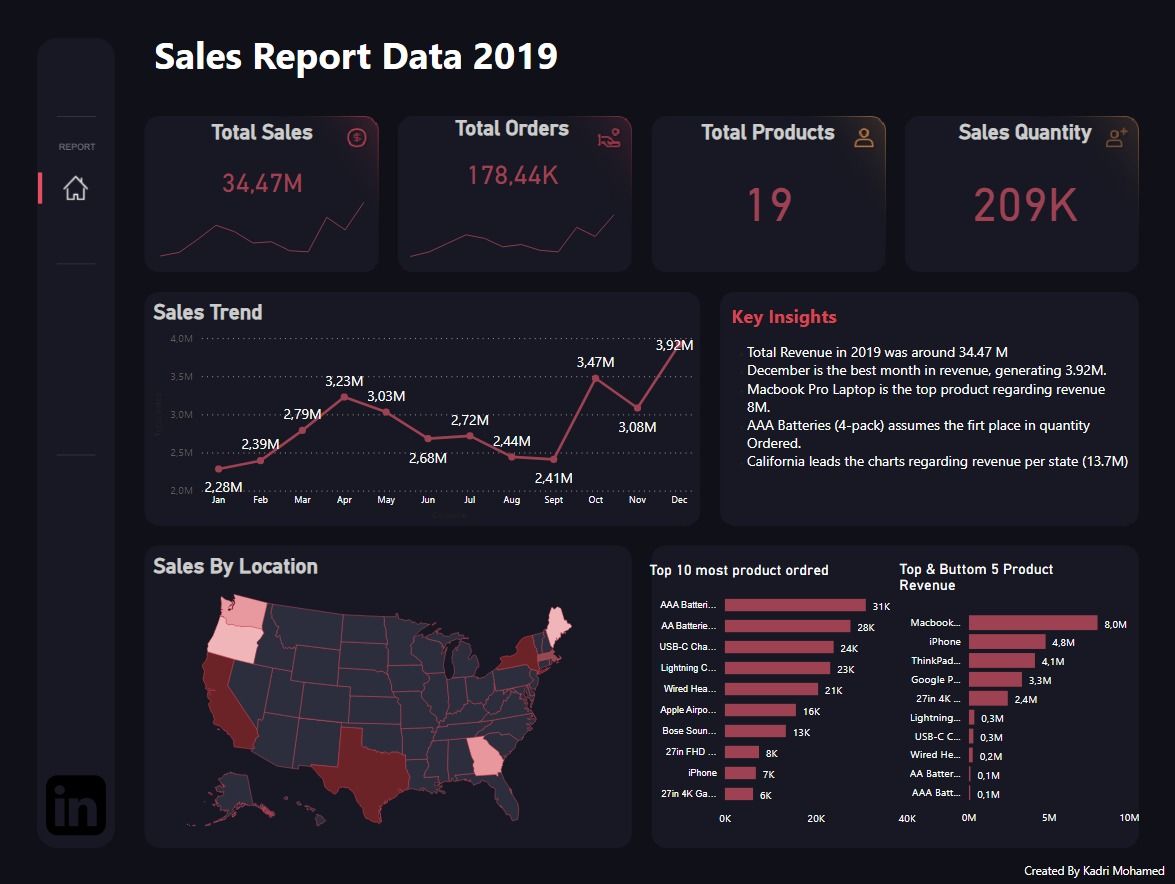 Sales Report Data 2019
REPORT
Total Sales
34,47M
Total Orders
178,44K
Total Products
19
Sales Quantity
209K
Sales Trend
4,0M
3,5M
3,0M
2,5M
2,0M
2,28M
2,39M
2,79M
3,23M
3,03M
2,68M
2,72M
2,44M
2,41M
3,47M
3,08M
3,92M
Jan Feb Mar Apr May Jun Jul Aug Sept Oct Nov Dec
Key Insights
Total Revenue in 2019 was around 34.47 M
December is the best month in revenue, generating 3.92M.
Macbook Pro Laptop is the top product regarding revenue
8M.
AAA Batteries (4-pack) assumes the firt place in quantity
Ordered.
California leads the charts regarding revenue per state (13.7M)
Sales By Location
Top 10 most product ordred
AAA Batteri... 31K
AA Batterie... 28K
USB-C Cha... 24K
Lightning C... 23K
Wired Hea... 21K
Apple Airpo... 16K
Bose Soun... 13K
27in FHD ... 8K
iPhone 7K
27in 4K Ga... 6K
0K 20K 40K
Top & Buttom 5 Product
Revenue
Macbook... 8,0M
iPhone 4,8M
ThinkPad... 4,1M
Google P... 3,3M
27in 4K ... 2,4M
Lightning... 0,3M
USB-C C... 0,3M
Wired He... 0,2M
AA Batter... 0,1M
AAA Batt... 0,1M
0M 5M 10M
in
Created By Kadri Mohamed